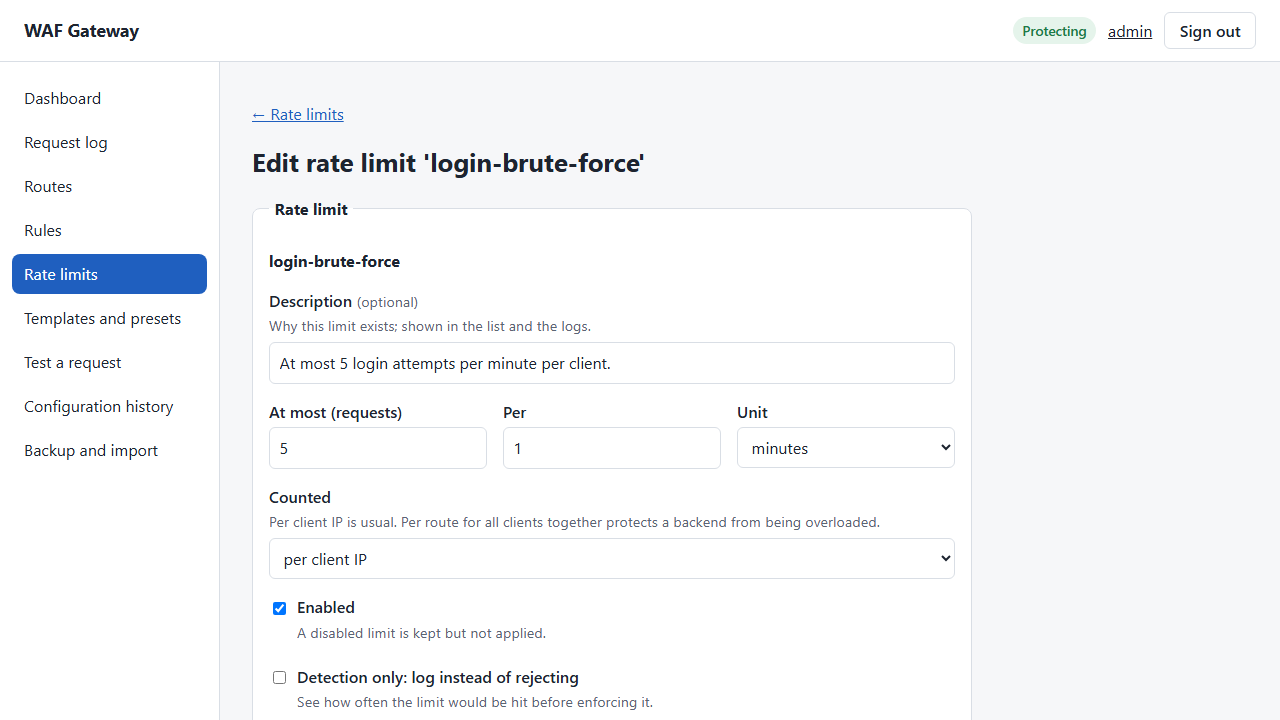 WAF Gateway
Protecting
admin
Sign out
Dashboard
Request log
Routes
Rules
Rate limits
Templates and presets
Test a request
Configuration history
Backup and import
← Rate limits
Edit rate limit 'login-brute-force'
Rate limit
login-brute-force
Description (optional)
Why this limit exists; shown in the list and the logs.
At most 5 login attempts per minute per client.
At most (requests)
Per
Unit
5
1
minutes
Counted
Per client IP is usual. Per route for all clients together protects a backend from being overloaded.
per client IP
Enabled
A disabled limit is kept but not applied.
Detection only: log instead of rejecting
See how often the limit would be hit before enforcing it.